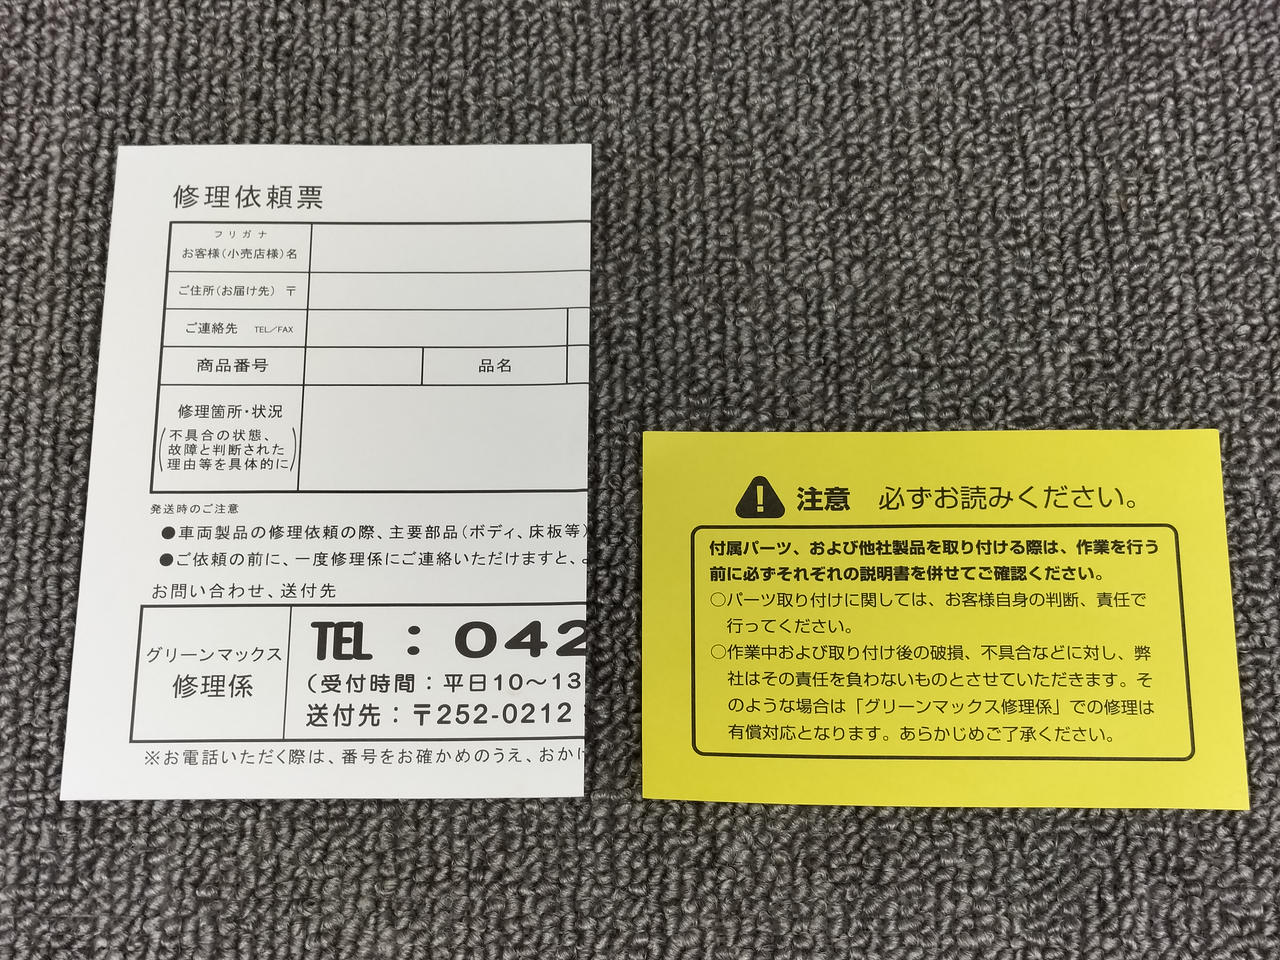 修理依頼票
フリガナ
お客様(小売店様)名
ご住所(お届け先) 〒
ご連絡先 TEL/FAX
商品番号 品名
修理箇所・状況
(不具合の状態、
故障と判断された
理由等を具体的に)
発送時のご注意
●車両製品の修理依頼の際、主要部品(ボディ、床板等)
●ご依頼の前に、一度修理係にご連絡いただけますと、
お問い合わせ、送付先
グリーンマックス
修理係
TEL:042
(受付時間:平日10〜13
送付先:〒252-0212
※お電話いただく際は、番号をお確かめのうえ、おかけ
注意 必ずお読みください。
付属パーツ、および他社製品を取り付ける際は、作業を行う
前に必ずそれぞれの説明書を併せてご確認ください。
○パーツ取り付けに関しては、お客様自身の判断、責任で
行ってください。
○作業中および取り付け後の破損、不具合などに対し、弊
社はその責任を負わないものとさせていただきます。そ
のような場合は「グリーンマックス修理係」での修理は
有償対応となります。あらかじめご了承ください。